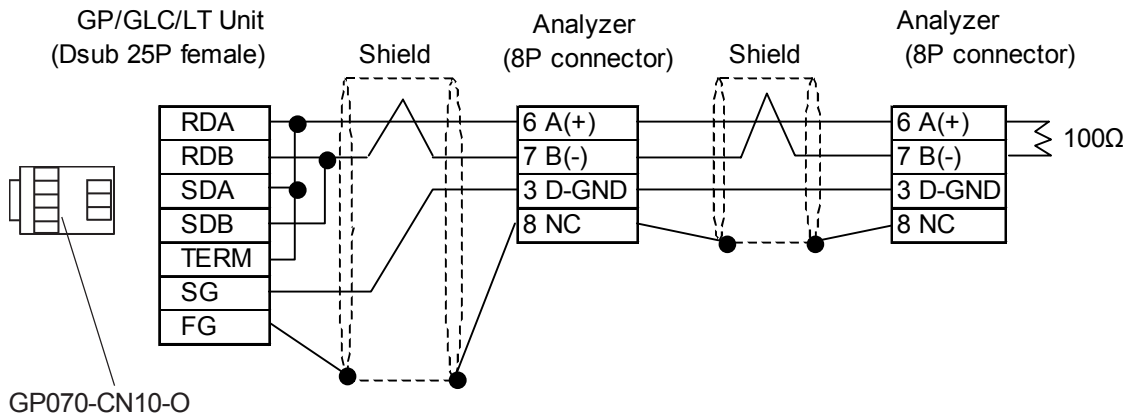 GP/GLC/LT Unit
(Dsub 25P female)
Shield
Analyzer
(8P connector)
Shield
Analyzer
(8P connector)
RDA
RDB
SDA
SDB
TERM
SG
FG
6 A(+)
7 B(-)
3 D-GND
8 NC
6 A(+)
7 B(-)
3 D-GND
8 NC
100Ω
GP070-CN10-O